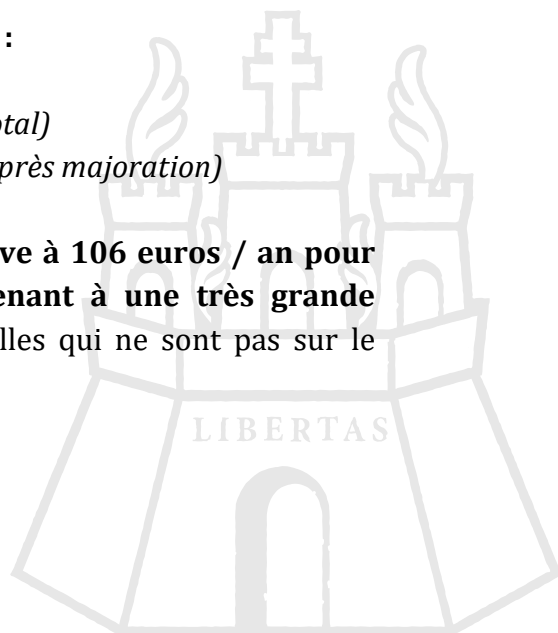 :
otal)
près majoration)
ve à 106 euros / an pour
enant à une très grande
lles qui ne sont pas sur le
LIBERTAS